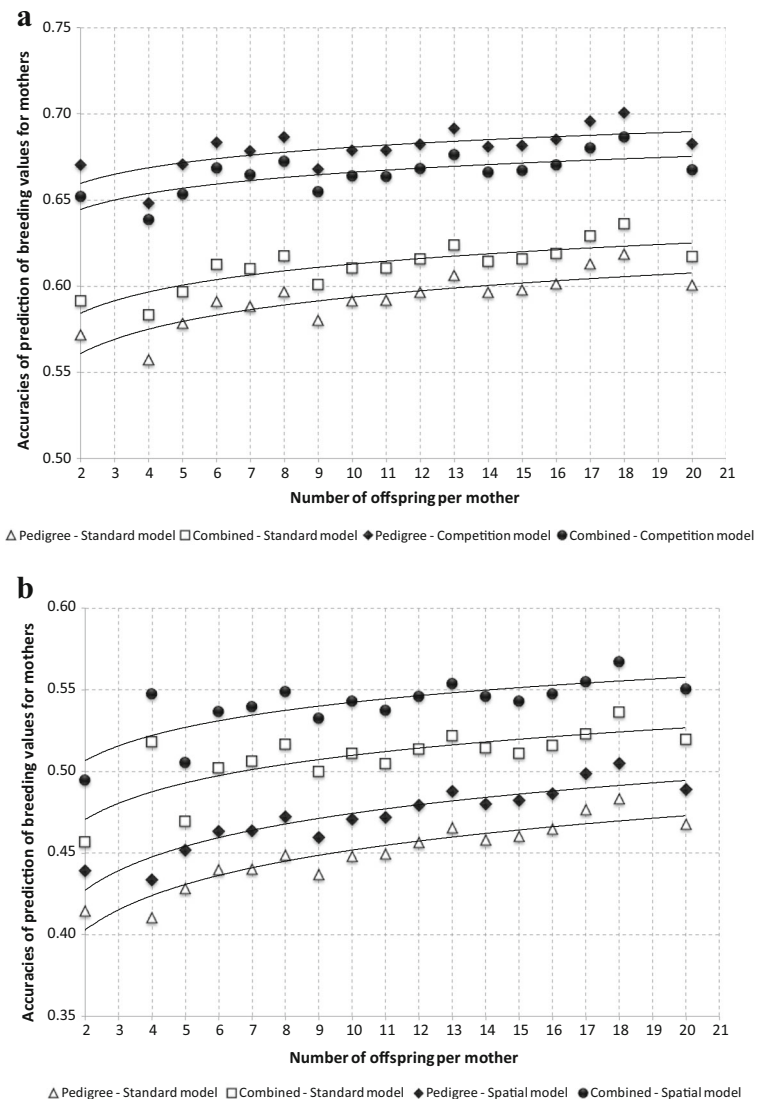 a
0.75
0.70
0.65
0.60
0.55
0.50
Accuracies of prediction of breeding values for mothers
2 3 4 5 6 7 8 9 10 11 12 13 14 15 16 17 18 20 21
Number of offspring per mother
△ Pedigree - Standard model □ Combined - Standard model ◆ Pedigree - Competition model ● Combined - Competition model
b
0.60
0.55
0.50
0.45
0.40
0.35
Accuracies of prediction of breeding values for mothers
2 3 4 5 6 7 8 9 10 11 12 13 14 15 16 17 18 20 21
Number of offspring per mother
△ Pedigree - Standard model □ Combined - Standard model ◆ Pedigree - Spatial model ● Combined - Spatial model